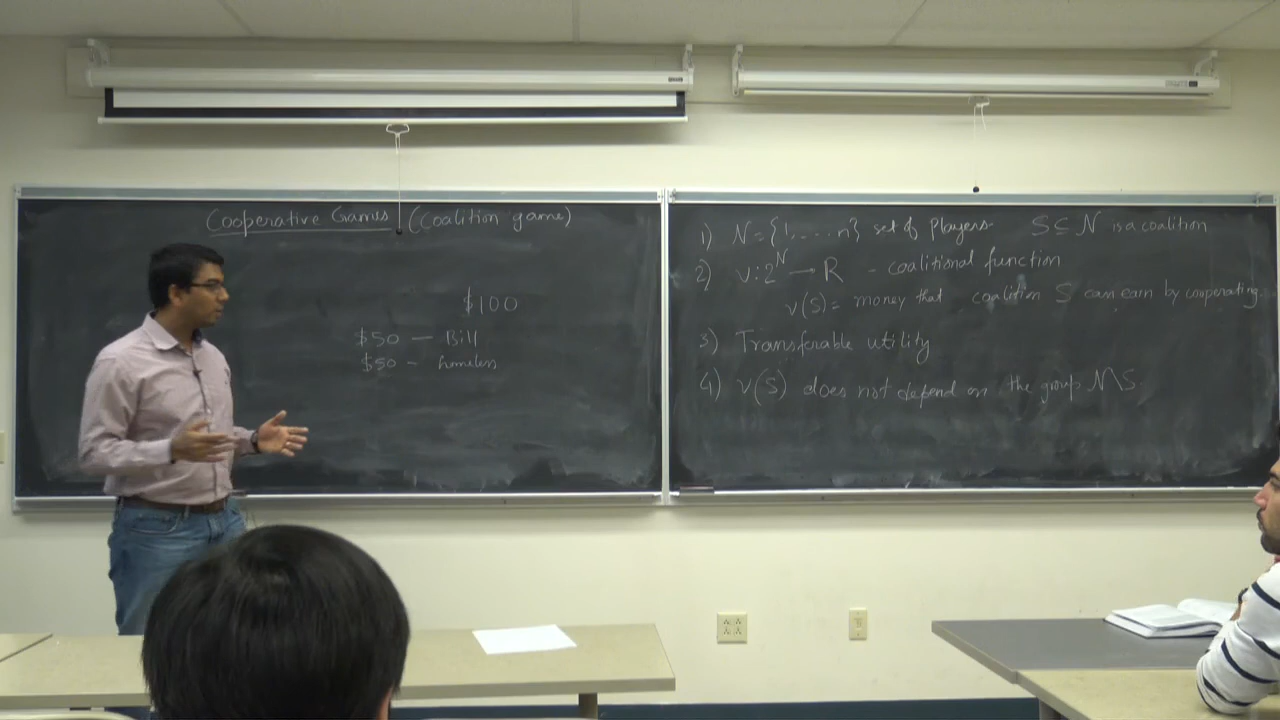 Cooperative Games (Coalition game)
$100
$50 — Bill
$50 - homeless
1) N = {1, .... n} set of Players. S ⊆ N is a coalition
2) v : 2^N → R - coalitional function
v(S) = money that coalition S can earn by cooperating.
3) Transferable utility
4) v(S) does not depend on the group N\S